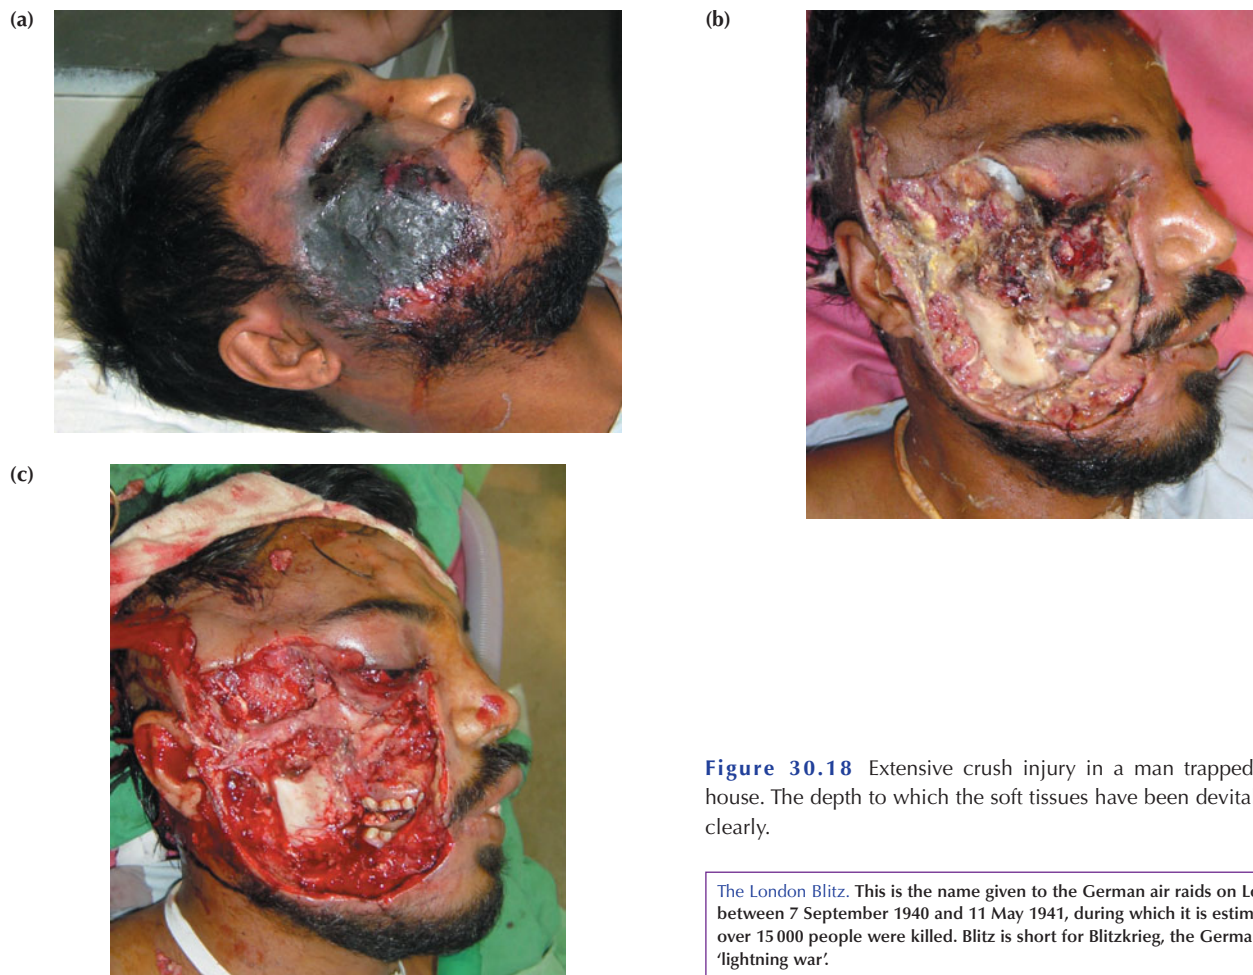 (a)
(b)
(c)
Figure 30.18 Extensive crush injury in a man trapped
house. The depth to which the soft tissues have been devita
clearly.
The London Blitz. This is the name given to the German air raids on Lo
between 7 September 1940 and 11 May 1941, during which it is estim
over 15 000 people were killed. Blitz is short for Blitzkrieg, the Germa
'lightning war'.